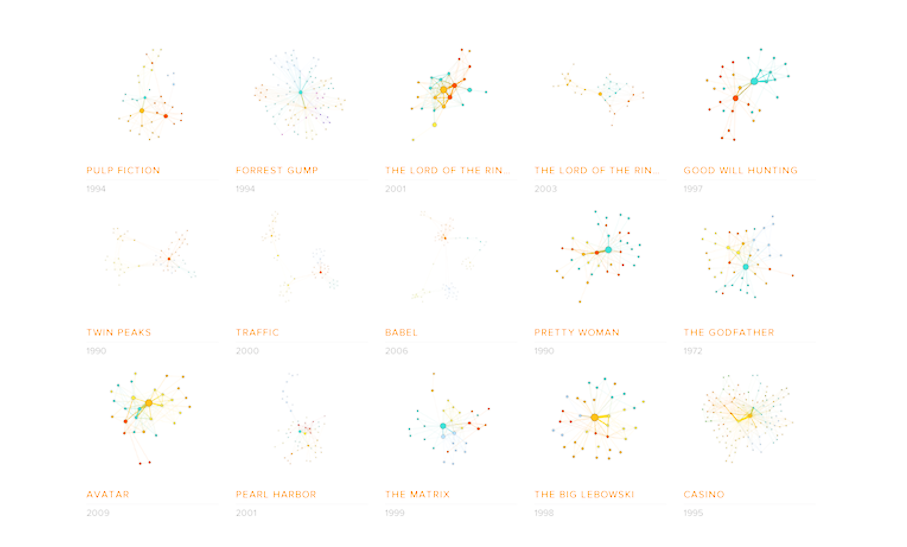 PULP FICTION
1994
FORREST GUMP
1994
THE LORD OF THE RIN...
2001
THE LORD OF THE RIN...
2003
GOOD WILL HUNTING
1997
TWIN PEAKS
1990
TRAFFIC
2000
BABEL
2006
PRETTY WOMAN
1990
THE GODFATHER
1972
AVATAR
2009
PEARL HARBOR
2001
THE MATRIX
1999
THE BIG LEBOWSKI
1998
CASINO
1995